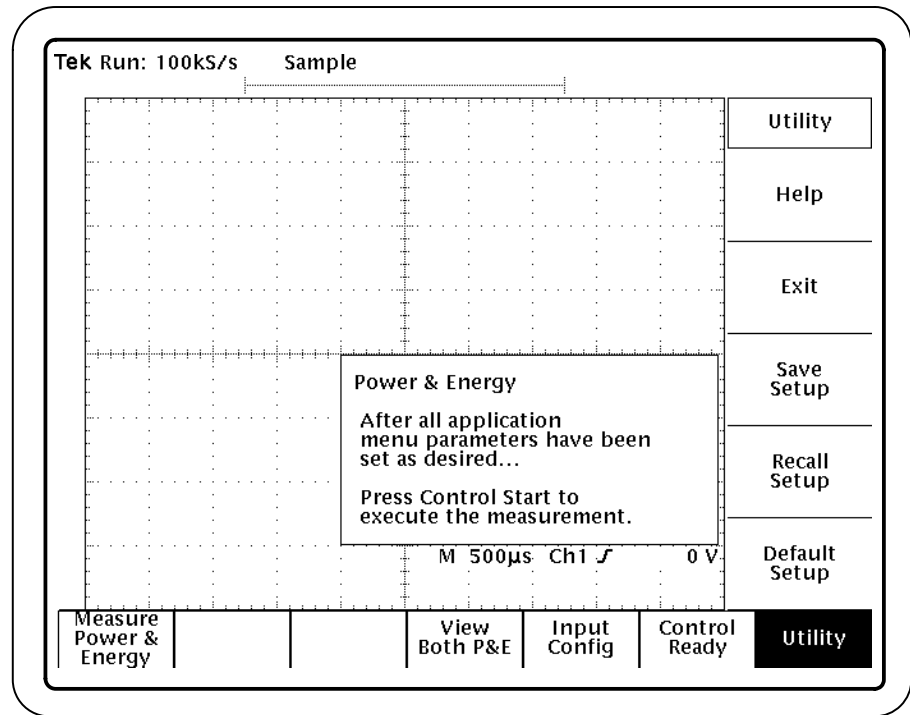 Tek Run: 100kS/s Sample
Utility
Help
Exit
Save
Setup
Recall
Setup
Default
Setup
Power & Energy
After all application
menu parameters have been
set as desired...
Press Control Start to
execute the measurement.
M 500µs Ch1 ƒ 0 V
Measure
Power &
Energy
View
Both P&E
Input
Config
Control
Ready
Utility